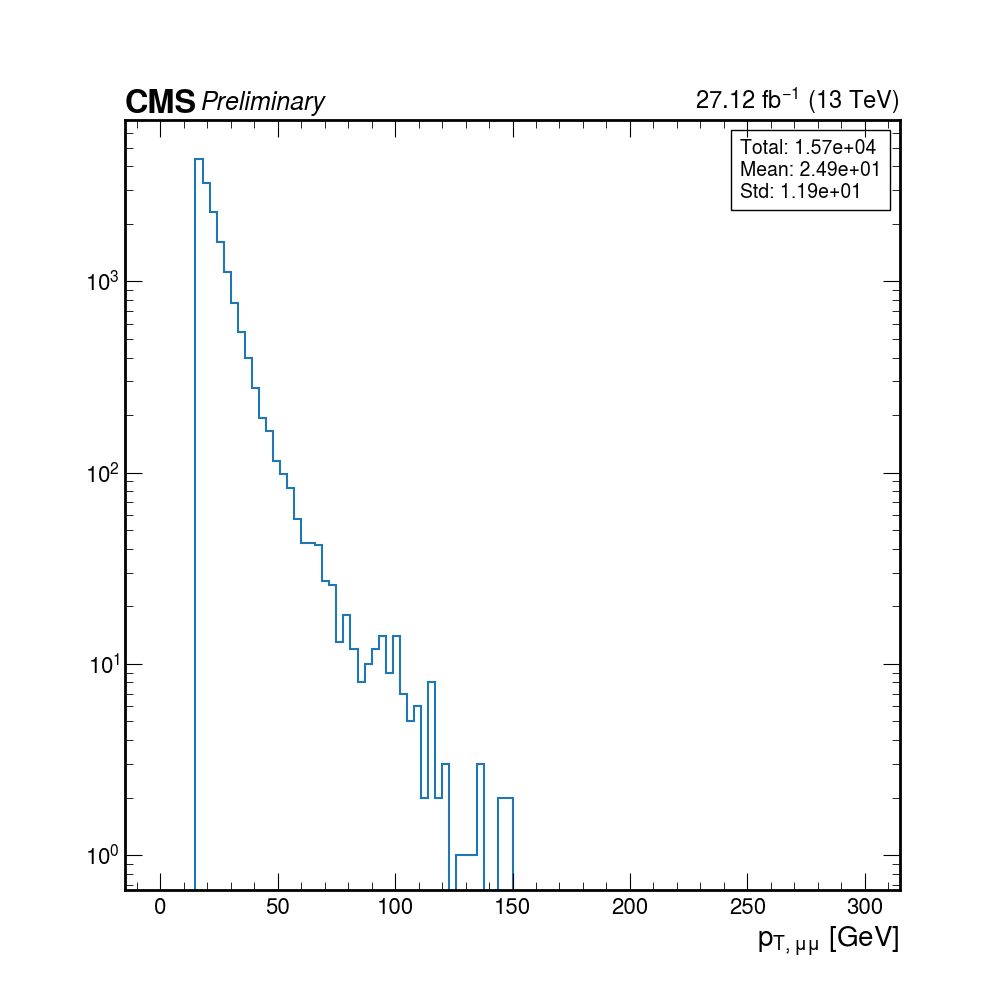 CMS Preliminary 27.12 fb⁻¹ (13 TeV)
Total: 1.57e+04
Mean: 2.49e+01
Std: 1.19e+01
10³
10²
10¹
10⁰
0 50 100 150 200 250 300
p_T, μμ [GeV]